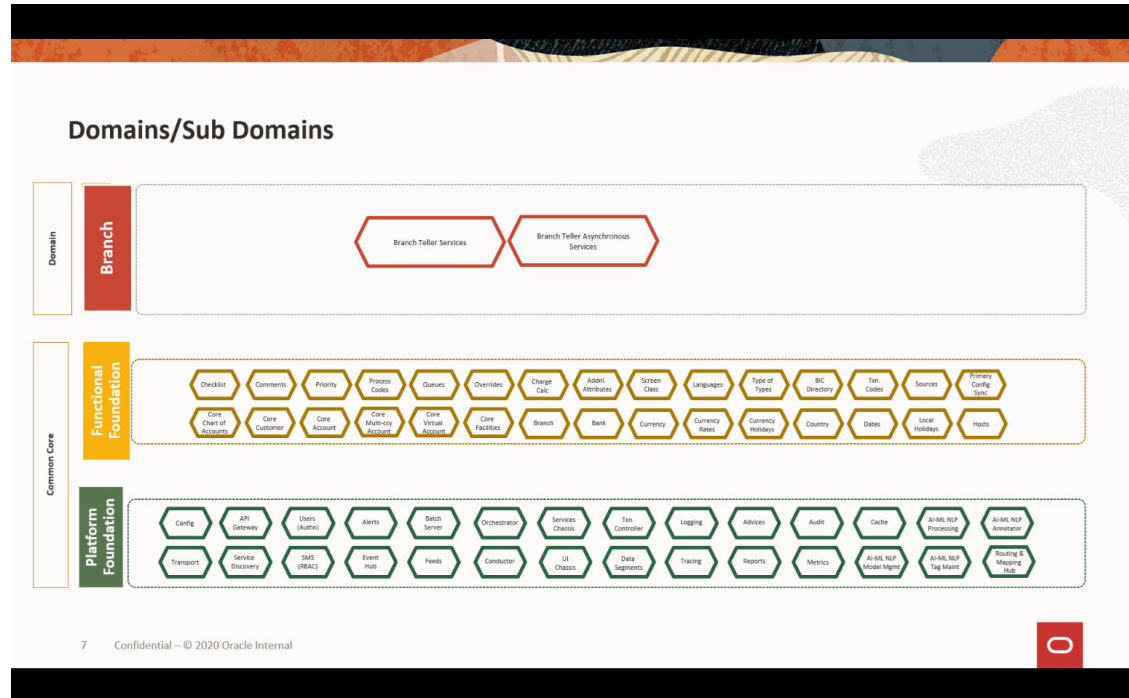 Domains/Sub Domains
Domain
Branch
Branch Teller Services
Branch Teller Asynchronous
Services
Common Core
Functional
Foundation
Checklist
Comments
Priority
Process
Codes
Queues
Overrides
Charge
Calc
Addnl.
Attributes
Screen
Class
Languages
Type of
Types
BIC
Directory
Txn.
Codes
Sources
Primary
Config
Sync
Core
Chart of
Accounts
Core
Customer
Core
Account
Core
Multi-ccy
Account
Core
Virtual
Account
Core
Facilities
Branch
Bank
Currency
Currency
Rates
Currency
Holidays
Country
Dates
Local
Holidays
Hosts
Platform
Foundation
Config
API
Gateway
Users
(Authn)
Alerts
Batch
Server
Orchestrator
Services
Chassis
Txn.
Controller
Logging
Advices
Audit
Cache
AI-ML NLP
Processing
AI-ML NLP
Annotator
Transport
Service
Discovery
SMS
(RBAC)
Event
Hub
Feeds
Conductor
UI
Chassis
Data
Segments
Tracing
Reports
Metrics
AI-ML NLP
Model Mgmt
AI-ML NLP
Tag Maint
Routing &
Mapping
Hub
7 Confidential – © 2020 Oracle Internal